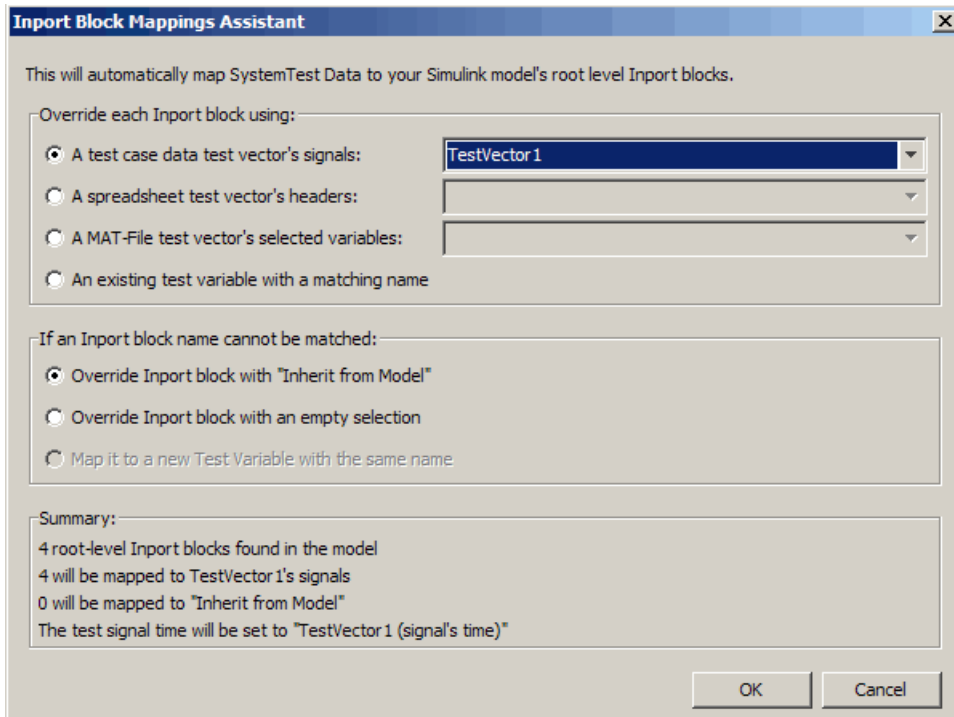 Inport Block Mappings Assistant
This will automatically map SystemTest Data to your Simulink model's root level Inport blocks.
Override each Inport block using:
A test case data test vector's signals: TestVector1
A spreadsheet test vector's headers:
A MAT-File test vector's selected variables:
An existing test variable with a matching name
If an Inport block name cannot be matched:
Override Inport block with "Inherit from Model"
Override Inport block with an empty selection
Map it to a new Test Variable with the same name
Summary:
4 root-level Inport blocks found in the model
4 will be mapped to TestVector1's signals
0 will be mapped to "Inherit from Model"
The test signal time will be set to "TestVector1 (signal's time)"
OK Cancel